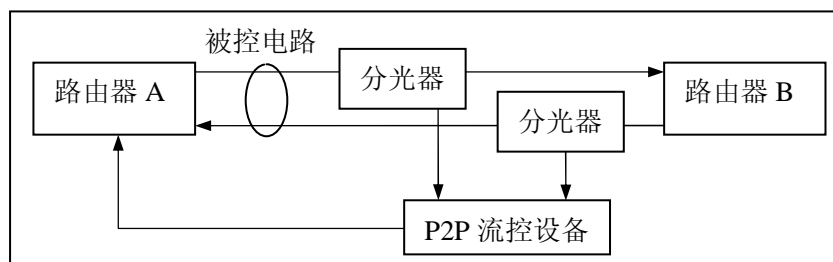 被控电路
路由器 A
分光器
路由器 B
分光器
P2P 流控设备